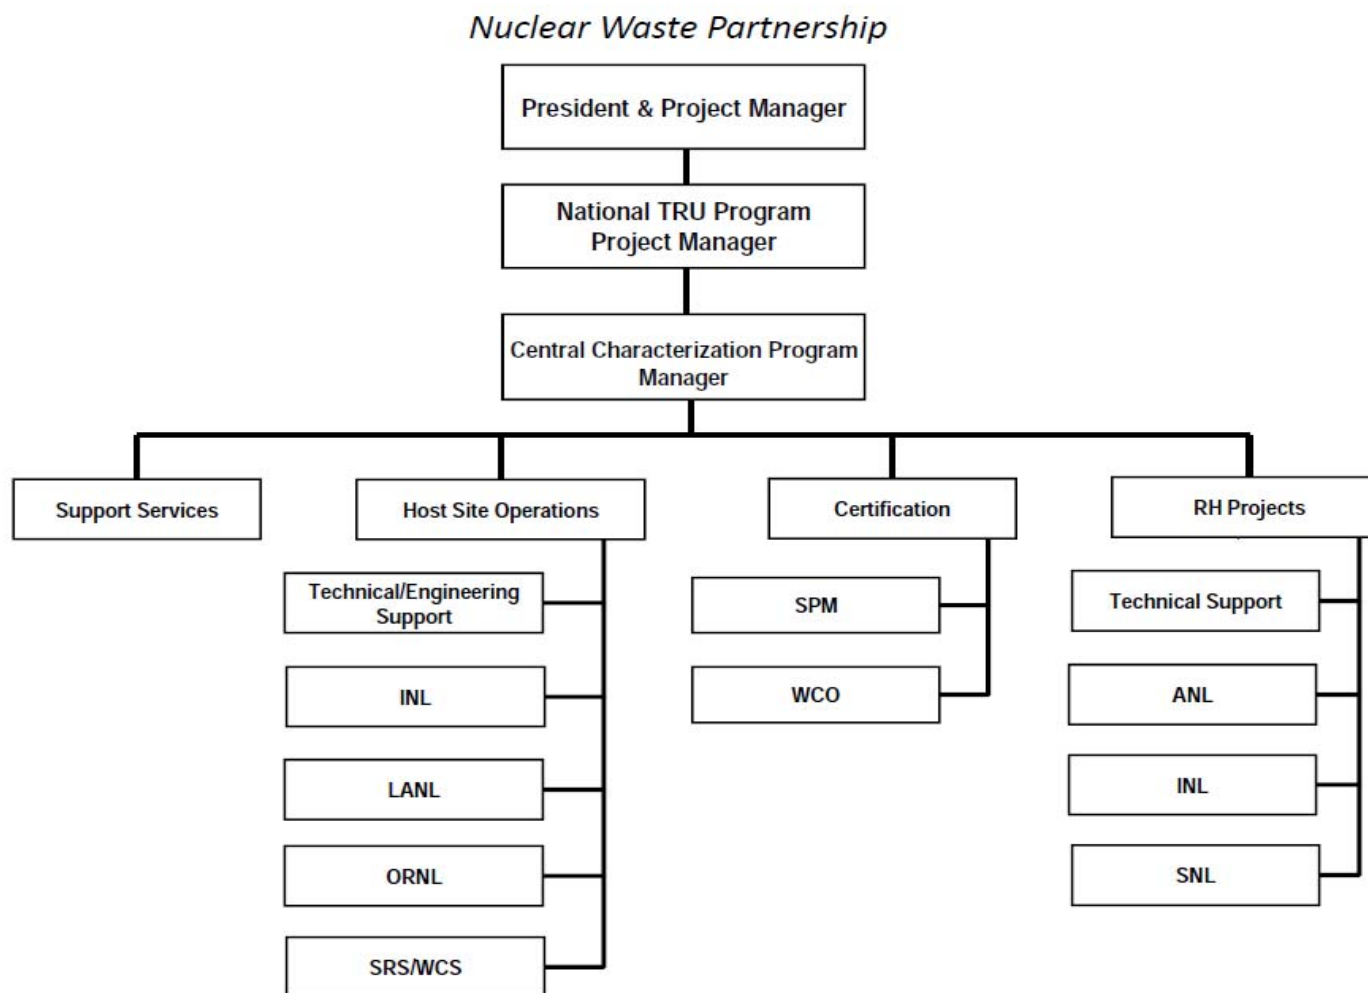 Nuclear Waste Partnership
President & Project Manager
National TRU Program
Project Manager
Central Characterization Program
Manager
Support Services
Host Site Operations
Certification
RH Projects
Technical/Engineering
Support
INL
LANL
ORNL
SRS/WCS
SPM
WCO
Technical Support
ANL
INL
SNL